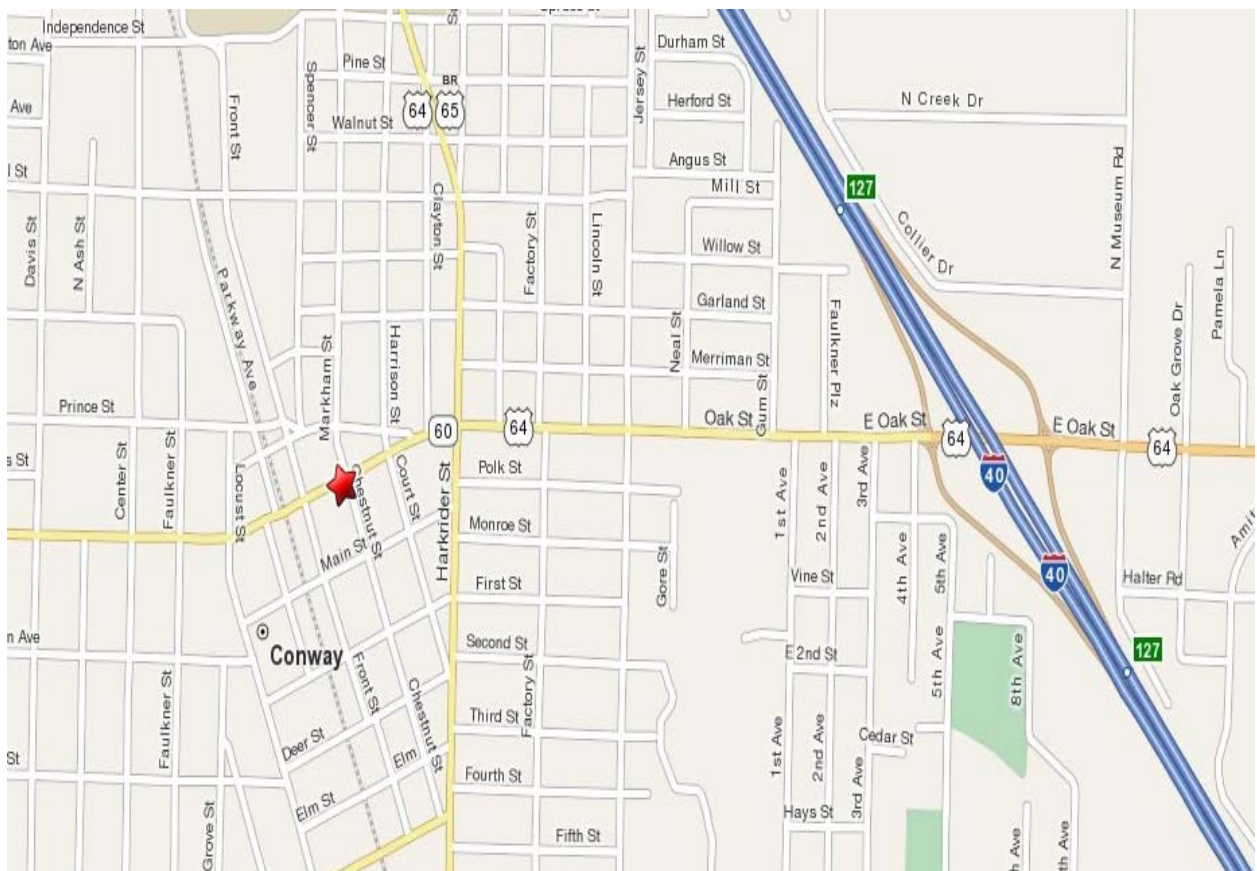 Independence St
ton Ave
Pine St
Spencer St
BR
64
65
Walnut St
Ave
Front St
Jersey St
Durham St
Herford St
Angus St
Mill St
N Creek Dr
N Museum Rd
127
Collier Dr
l St
Davis St
N Ash St
Clayton St
Factory St
Lincoln St
Willow St
Garland St
Neal St
Merriman St
Gum St
Faulkner Plz
Oak Grove Dr
Pamela Ln
Parkway Ave
Markham St
Harrison St
Prince St
60
64
Oak St
E Oak St
64
E Oak St
64
40
s St
Center St
Faulkner St
Locust St
Chestnut St
Court St
Harkrider St
Polk St
Monroe St
Main St
First St
Gore St
1st Ave
2nd Ave
3rd Ave
Vine St
4th Ave
5th Ave
40
Halter Rd
n Ave
Conway
Front St
Second St
Factory St
E 2nd St
5th Ave
8th Ave
127
Faulkner St
Chestnut St
Third St
1st Ave
2nd Ave
3rd Ave
Cedar St
St
Deer St
Elm
Fourth St
Elm St
Hays St
Grove St
Fifth St
h Ave
th Ave